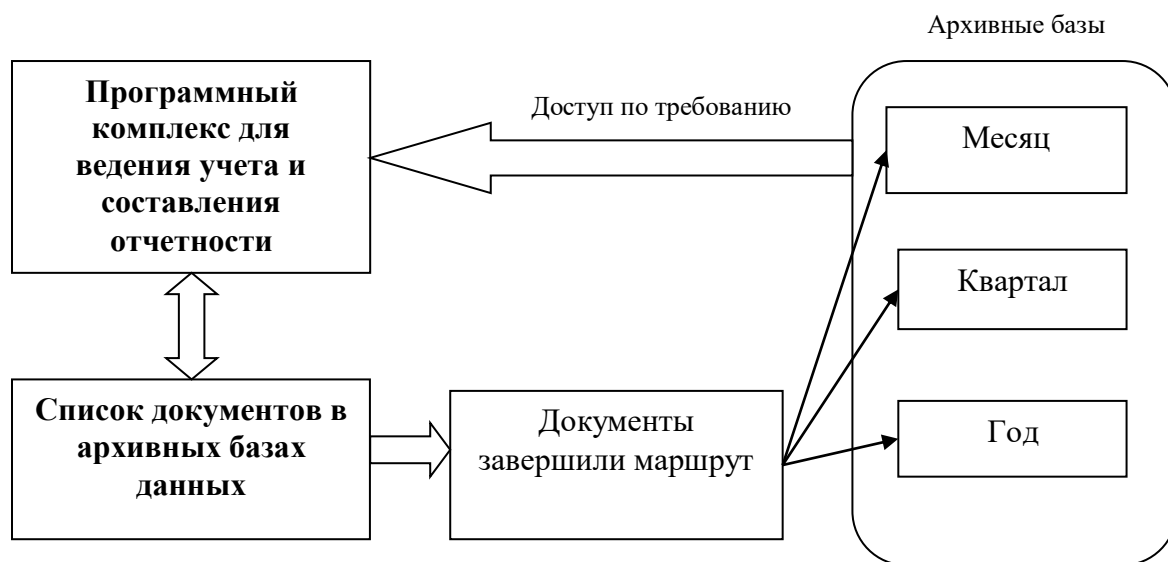 Архивные базы
Программный
комплекс для
ведения учета и
составления
отчетности
Доступ по требованию
Месяц
Квартал
Список документов в
архивных базах
данных
Документы
завершили маршрут
Год